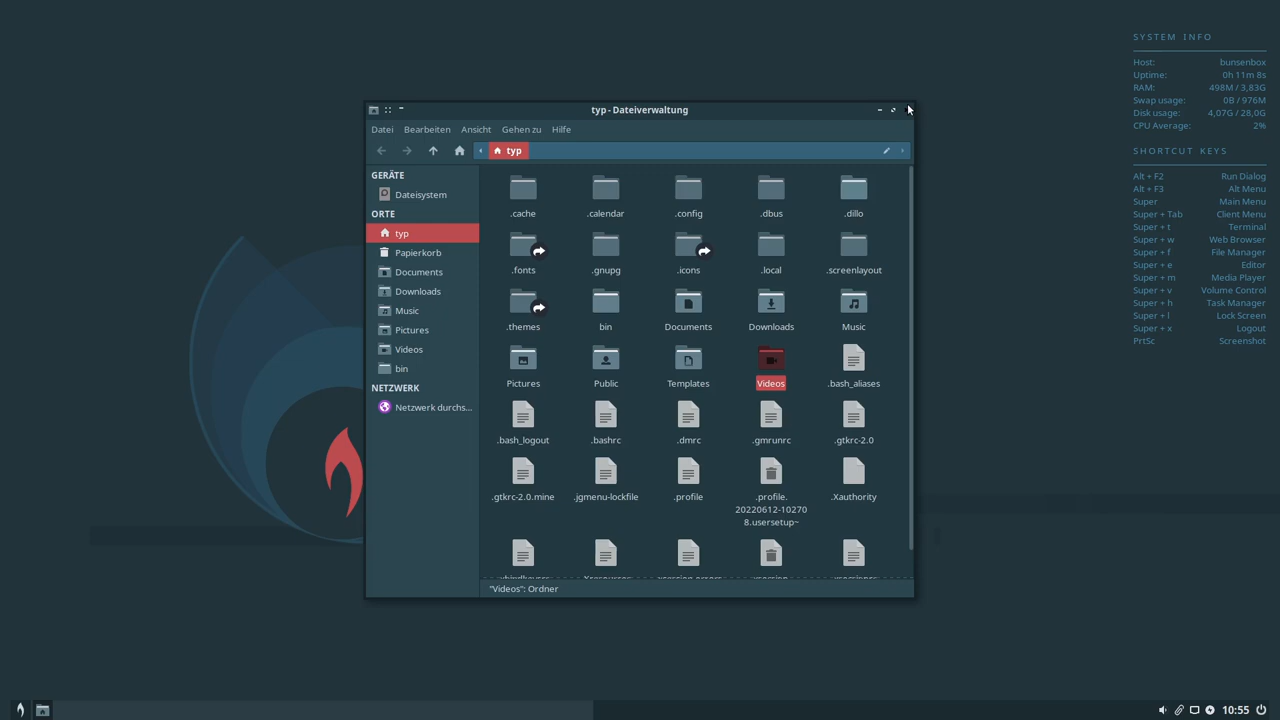 SYSTEM INFO
Host: bunsenbox
Uptime: 0h 11m 8s
RAM: 498M / 3,83G
Swap usage: 0B / 976M
Disk usage: 4,07G / 28,0G
CPU Average: 2%
SHORTCUT KEYS
Alt + F2 Run Dialog
Alt + F3 Alt Menu
Super Main Menu
Super + Tab Client Menu
Super + t Terminal
Super + w Web Browser
Super + f File Manager
Super + e Editor
Super + m Media Player
Super + v Volume Control
Super + h Task Manager
Super + l Lock Screen
Super + x Logout
PrtSc Screenshot
typ - Dateiverwaltung
Datei Bearbeiten Ansicht Gehen zu Hilfe
typ
GERÄTE
Dateisystem
ORTE
typ
Papierkorb
Documents
Downloads
Music
Pictures
Videos
bin
NETZWERK
Netzwerk durchs...
.cache .calendar .config .dbus .dillo
.fonts .gnupg .icons .local .screenlayout
.themes bin Documents Downloads Music
Pictures Public Templates Videos .bash_aliases
.bash_logout .bashrc .dmrc .gmrunrc .gtkrc-2.0
.gtkrc-2.0.mine .jgmenu-lockfile .profile .profile. .Xauthority
20220612-10270
8.usersetup~
"Videos": Ordner
10:55